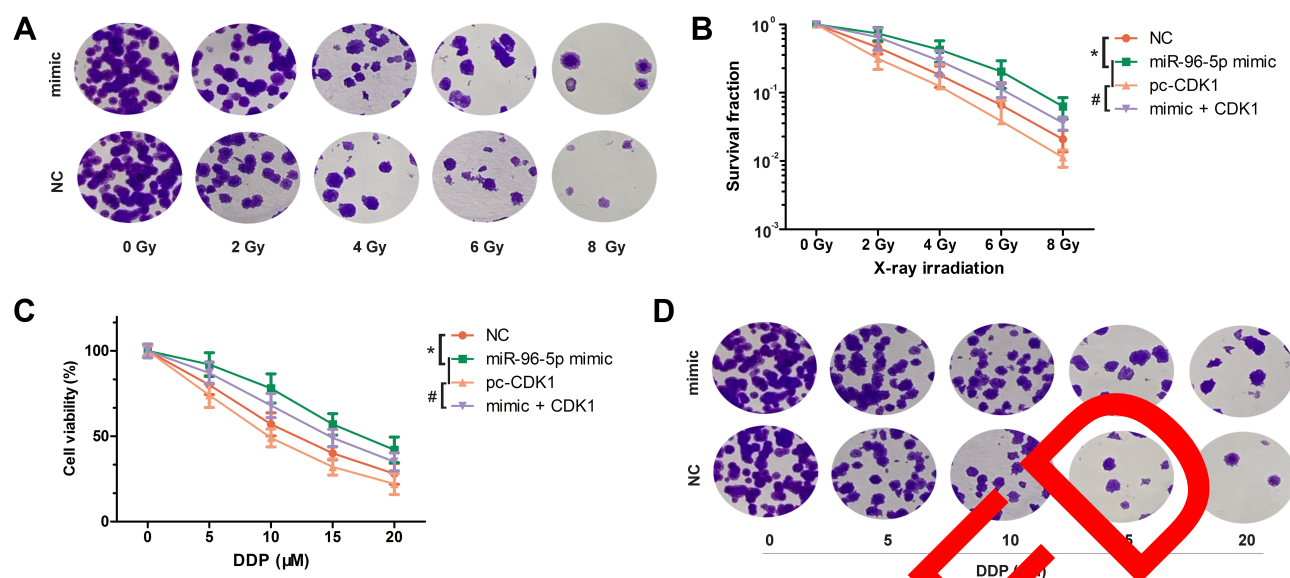 A
mimic
NC
0 Gy
2 Gy
4 Gy
6 Gy
8 Gy
B
Survival fraction
10⁰
10⁻¹
10⁻²
10⁻³
0 Gy
2 Gy
4 Gy
6 Gy
8 Gy
X-ray irradiation
* NC
miR-96-5p mimic
# pc-CDK1
mimic + CDK1
C
Cell viability (%)
100
50
0
0
5
10
15
20
DDP (μM)
* NC
miR-96-5p mimic
# pc-CDK1
mimic + CDK1
D
mimic
NC
0
5
10
20
DDP